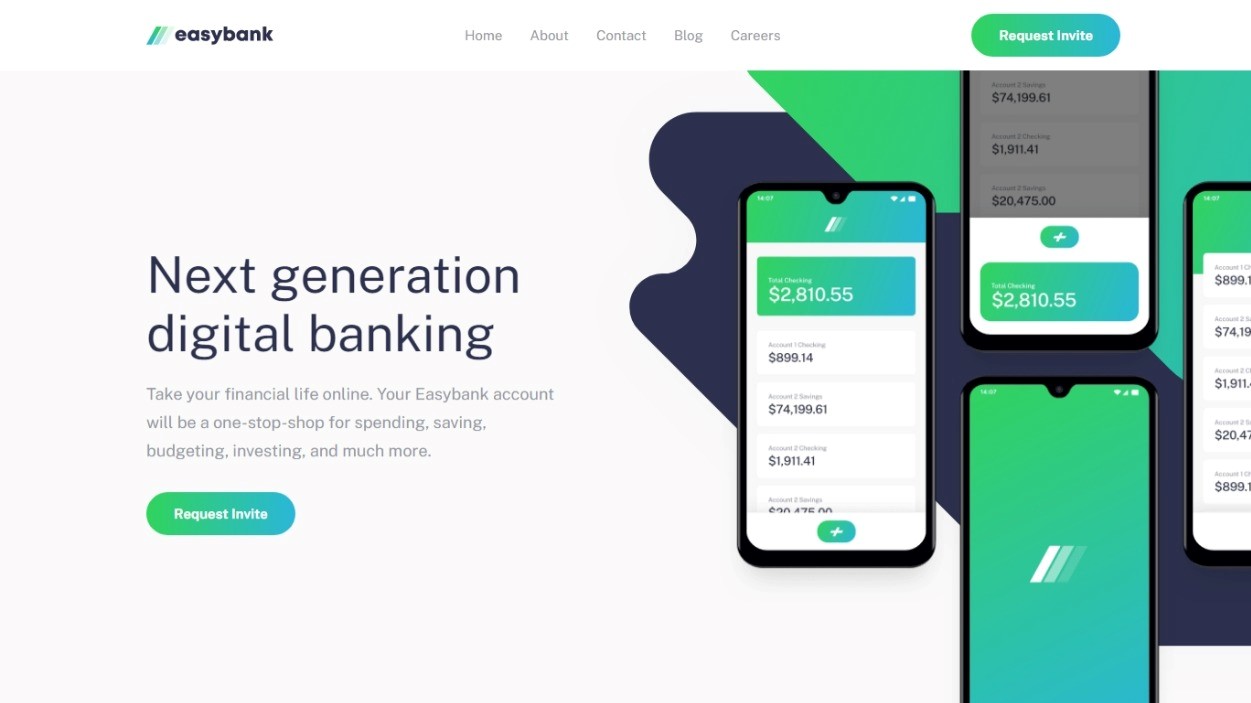 easybank
Home
About
Contact
Blog
Careers
Request Invite
Next generation
digital banking
Take your financial life online. Your Easybank account
will be a one-stop-shop for spending, saving,
budgeting, investing, and much more.
Request Invite
14:07
Total Checking
$2,810.55
Account 1 Checking
$899.14
Account 2 Savings
$74,199.61
Account 2 Checking
$1,911.41
Account 2 Savings
$20,475.00
Account 2 Savings
$74,199.61
Account 2 Checking
$1,911.41
Account 2 Savings
$20,475.00
Total Checking
$2,810.55
14:07
14:07
Account 1
$899.1
Account 2
$74,19
Account 2
$1,911.
Account 2
$20,47
Account 1
$899.1